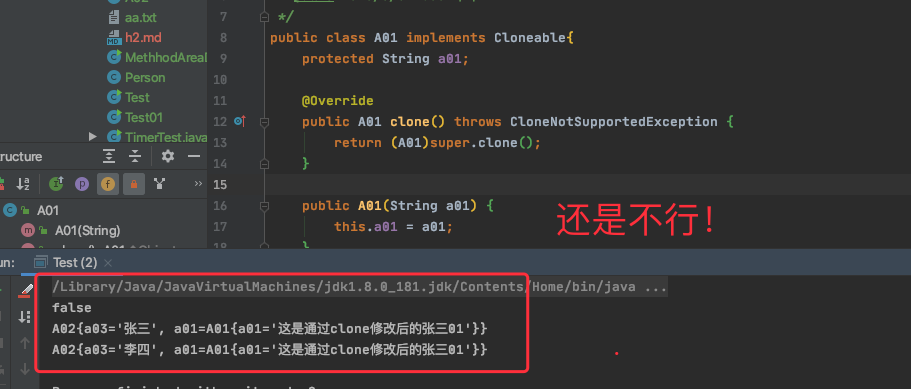 A02
aa.txt
h2.md
MethhodAreaI
Person
Test
Test01
TimerTest.java
tructure
A01
A01(String)
7 */
8 public class A01 implements Cloneable{
9 protected String a01;
10
11 @Override
12 public A01 clone() throws CloneNotSupportedException {
13 return (A01)super.clone();
14 }
15
16 public A01(String a01) {
17 this.a01 = a01;
18 }
还是不行！
un: Test (2) ×
/Library/Java/JavaVirtualMachines/jdk1.8.0_181.jdk/Contents/Home/bin/java ...
false
A02{a03='张三', a01=A01{a01='这是通过clone修改后的张三01'}}
A02{a03='李四', a01=A01{a01='这是通过clone修改后的张三01'}}